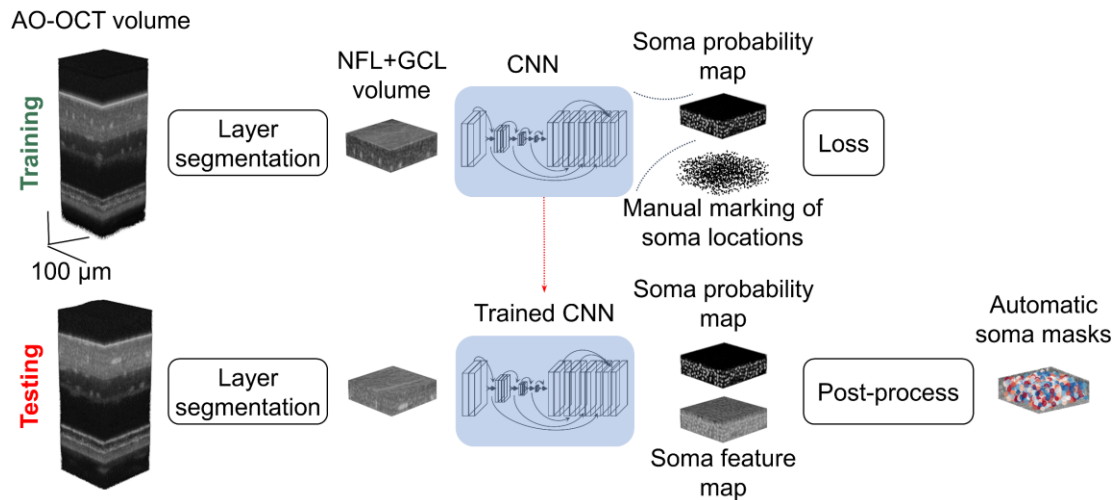 AO-OCT volume
Training
100 µm
Layer
segmentation
NFL+GCL
volume
CNN
Soma probability
map
Manual marking of
soma locations
Loss
Testing
Layer
segmentation
Trained CNN
Soma probability
map
Soma feature
map
Post-process
Automatic
soma masks